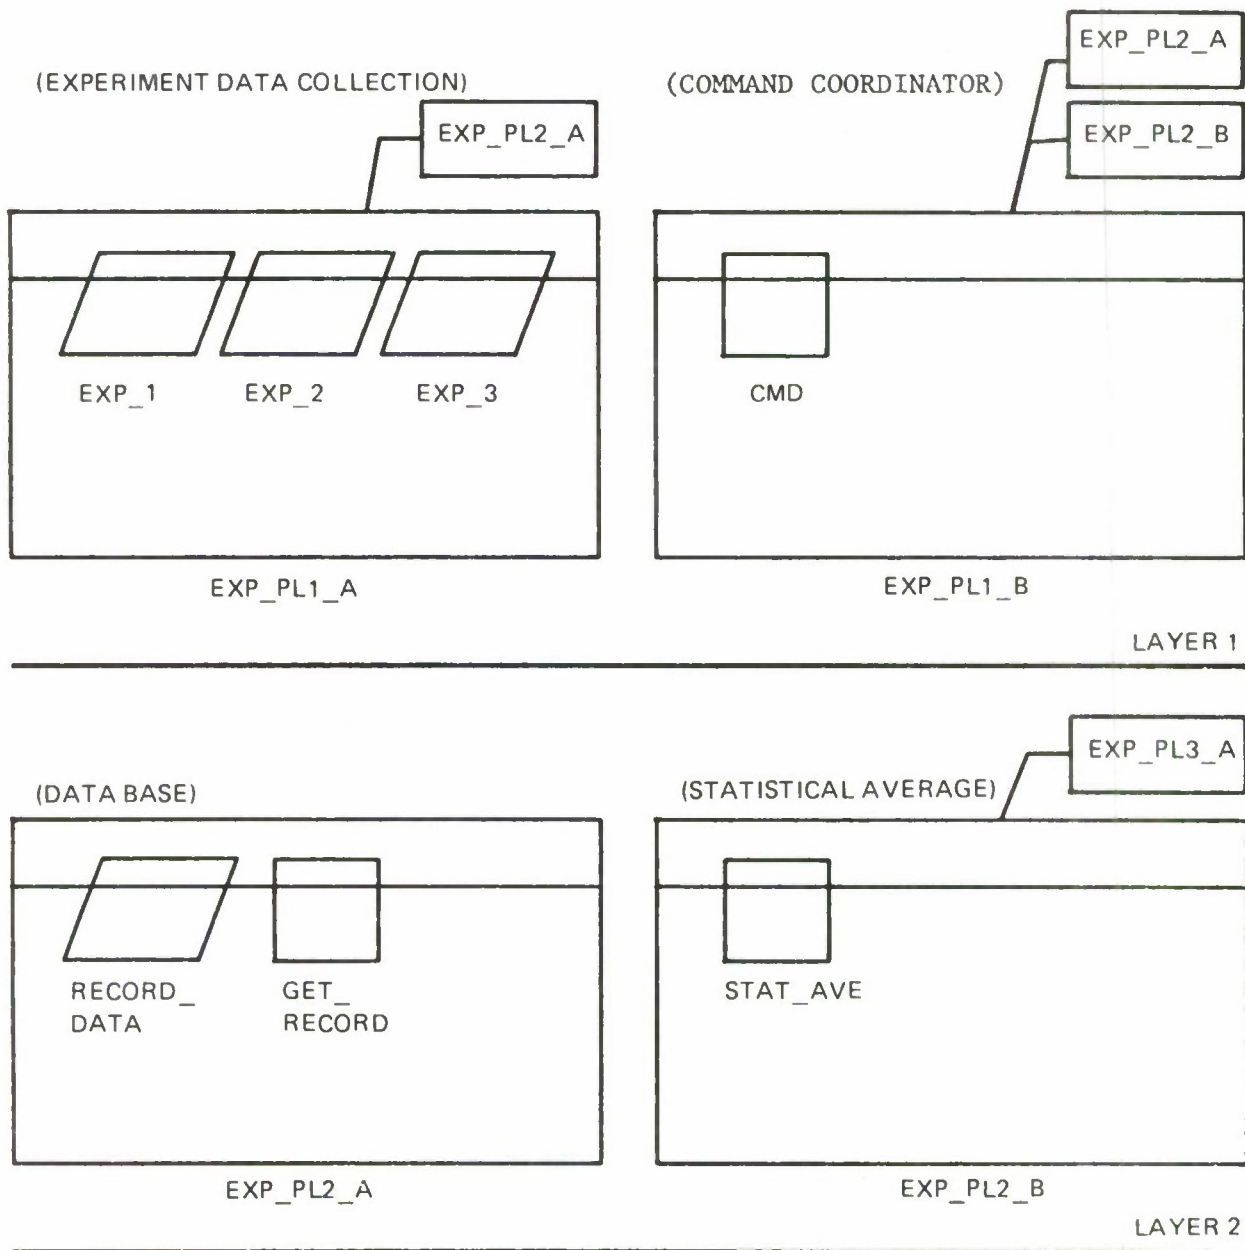 (EXPERIMENT DATA COLLECTION)
EXP_PL2_A
EXP_1
EXP_2
EXP_3
EXP_PL1_A
(COMMAND COORDINATOR)
EXP_PL2_A
EXP_PL2_B
CMD
EXP_PL1_B
LAYER 1
(DATA BASE)
RECORD_
DATA
GET_
RECORD
EXP_PL2_A
(STATISTICAL AVERAGE)
EXP_PL3_A
STAT_AVE
EXP_PL2_B
LAYER 2